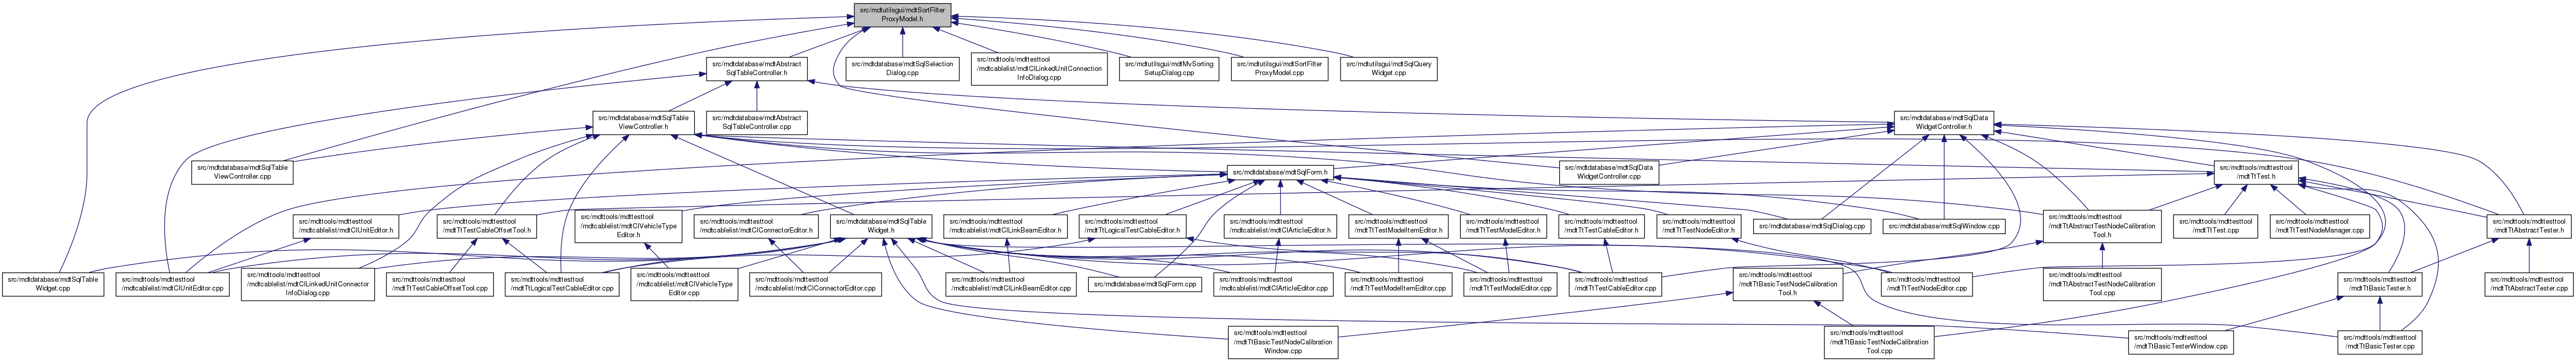 src/mdtutilsgui/mdtSortFilter
ProxyModel.h
src/mdtdatabase/mdtAbstract
SqlTableController.h
src/mdtdatabase/mdtSqlSelection
Dialog.cpp
src/mdttools/mdttesttool
/mdtcablelist/mdtClLinkedUnitConnection
InfoDialog.cpp
src/mdtutilsgui/mdtMvSorting
SetupDialog.cpp
src/mdtutilsgui/mdtSortFilter
ProxyModel.cpp
src/mdtutilsgui/mdtSqlQuery
Widget.cpp
src/mdtdatabase/mdtSqlTable
ViewController.h
src/mdtdatabase/mdtAbstract
SqlTableController.cpp
src/mdtdatabase/mdtSqlData
WidgetController.h
src/mdtdatabase/mdtSqlTable
ViewController.cpp
src/mdtdatabase/mdtSqlForm.h
src/mdtdatabase/mdtSqlData
WidgetController.cpp
src/mdttools/mdttesttool
/mdtTtTest.h
src/mdttools/mdttesttool
/mdtcablelist/mdtClUnitEditor.h
src/mdttools/mdttesttool
/mdtTtTestCableOffsetTool.h
src/mdttools/mdttesttool
/mdtcablelist/mdtClVehicleType
Editor.h
src/mdttools/mdttesttool
/mdtcablelist/mdtClConnectorEditor.h
src/mdtdatabase/mdtSqlTable
Widget.h
src/mdttools/mdttesttool
/mdtcablelist/mdtClLinkBeamEditor.h
src/mdttools/mdttesttool
/mdtTtLogicalTestCableEditor.h
src/mdttools/mdttesttool
/mdtcablelist/mdtClArticleEditor.h
src/mdttools/mdttesttool
/mdtTtTestModelItemEditor.h
src/mdttools/mdttesttool
/mdtTtTestModelEditor.h
src/mdttools/mdttesttool
/mdtTtTestCableEditor.h
src/mdttools/mdttesttool
/mdtTtTestNodeEditor.h
src/mdtdatabase/mdtSqlDialog.cpp
src/mdtdatabase/mdtSqlWindow.cpp
src/mdttools/mdttesttool
/mdtTtAbstractTestNodeCalibration
Tool.h
src/mdttools/mdttesttool
/mdtTtTest.cpp
src/mdttools/mdttesttool
/mdtTtTestNodeManager.cpp
src/mdttools/mdttesttool
/mdtTtAbstractTester.h
src/mdtdatabase/mdtSqlTable
Widget.cpp
src/mdttools/mdttesttool
/mdtcablelist/mdtClUnitEditor.cpp
src/mdttools/mdttesttool
/mdtcablelist/mdtClLinkedUnitConnector
InfoDialog.cpp
src/mdttools/mdttesttool
/mdtTtTestCableOffsetTool.cpp
src/mdttools/mdttesttool
/mdtTtLogicalTestCableEditor.cpp
src/mdttools/mdttesttool
/mdtcablelist/mdtClVehicleType
Editor.cpp
src/mdttools/mdttesttool
/mdtcablelist/mdtClConnectorEditor.cpp
src/mdttools/mdttesttool
/mdtcablelist/mdtClLinkBeamEditor.cpp
src/mdtdatabase/mdtSqlForm.cpp
src/mdttools/mdttesttool
/mdtcablelist/mdtClArticleEditor.cpp
src/mdttools/mdttesttool
/mdtTtTestModelItemEditor.cpp
src/mdttools/mdttesttool
/mdtTtTestModelEditor.cpp
src/mdttools/mdttesttool
/mdtTtTestCableEditor.cpp
src/mdttools/mdttesttool
/mdtTtBasicTestNodeCalibration
Tool.h
src/mdttools/mdttesttool
/mdtTtTestNodeEditor.cpp
src/mdttools/mdttesttool
/mdtTtAbstractTestNodeCalibration
Tool.cpp
src/mdttools/mdttesttool
/mdtTtBasicTester.h
src/mdttools/mdttesttool
/mdtTtAbstractTester.cpp
src/mdttools/mdttesttool
/mdtTtBasicTestNodeCalibration
Window.cpp
src/mdttools/mdttesttool
/mdtTtBasicTestNodeCalibration
Tool.cpp
src/mdttools/mdttesttool
/mdtTtBasicTesterWindow.cpp
src/mdttools/mdttesttool
/mdtTtBasicTester.cpp